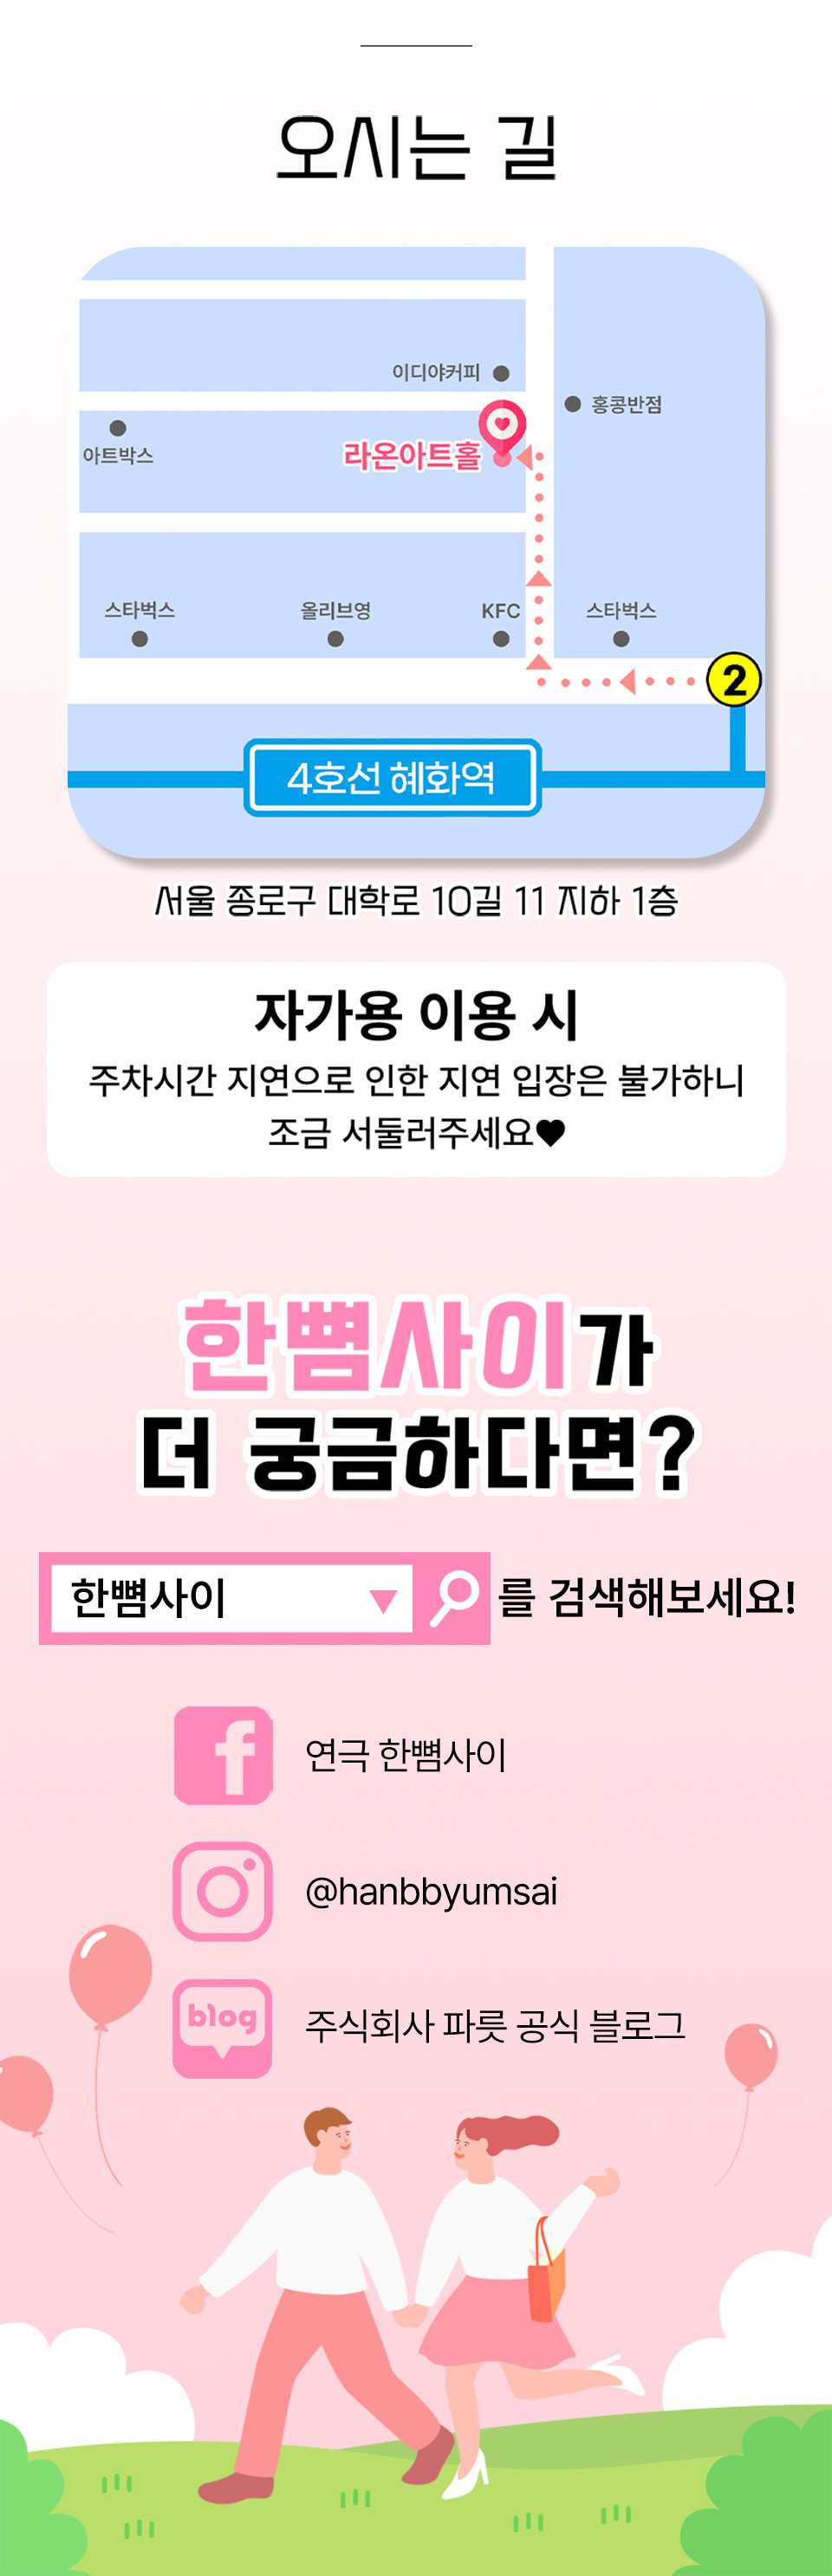 오시는 길
이디야커피
홍콩반점
아트박스
라온아트홀
스타벅스
올리브영
KFC
스타벅스
2
4호선 혜화역
서울 종로구 대학로 10길 11 지하 1층
자가용 이용 시
주차시간 지연으로 인한 지연 입장은 불가하니
조금 서둘러주세요♥
한뼘사이가
더 궁금하다면?
한뼘사이 를 검색해보세요!
연극 한뼘사이
@hanbbyumsai
blog
주식회사 파릇 공식 블로그